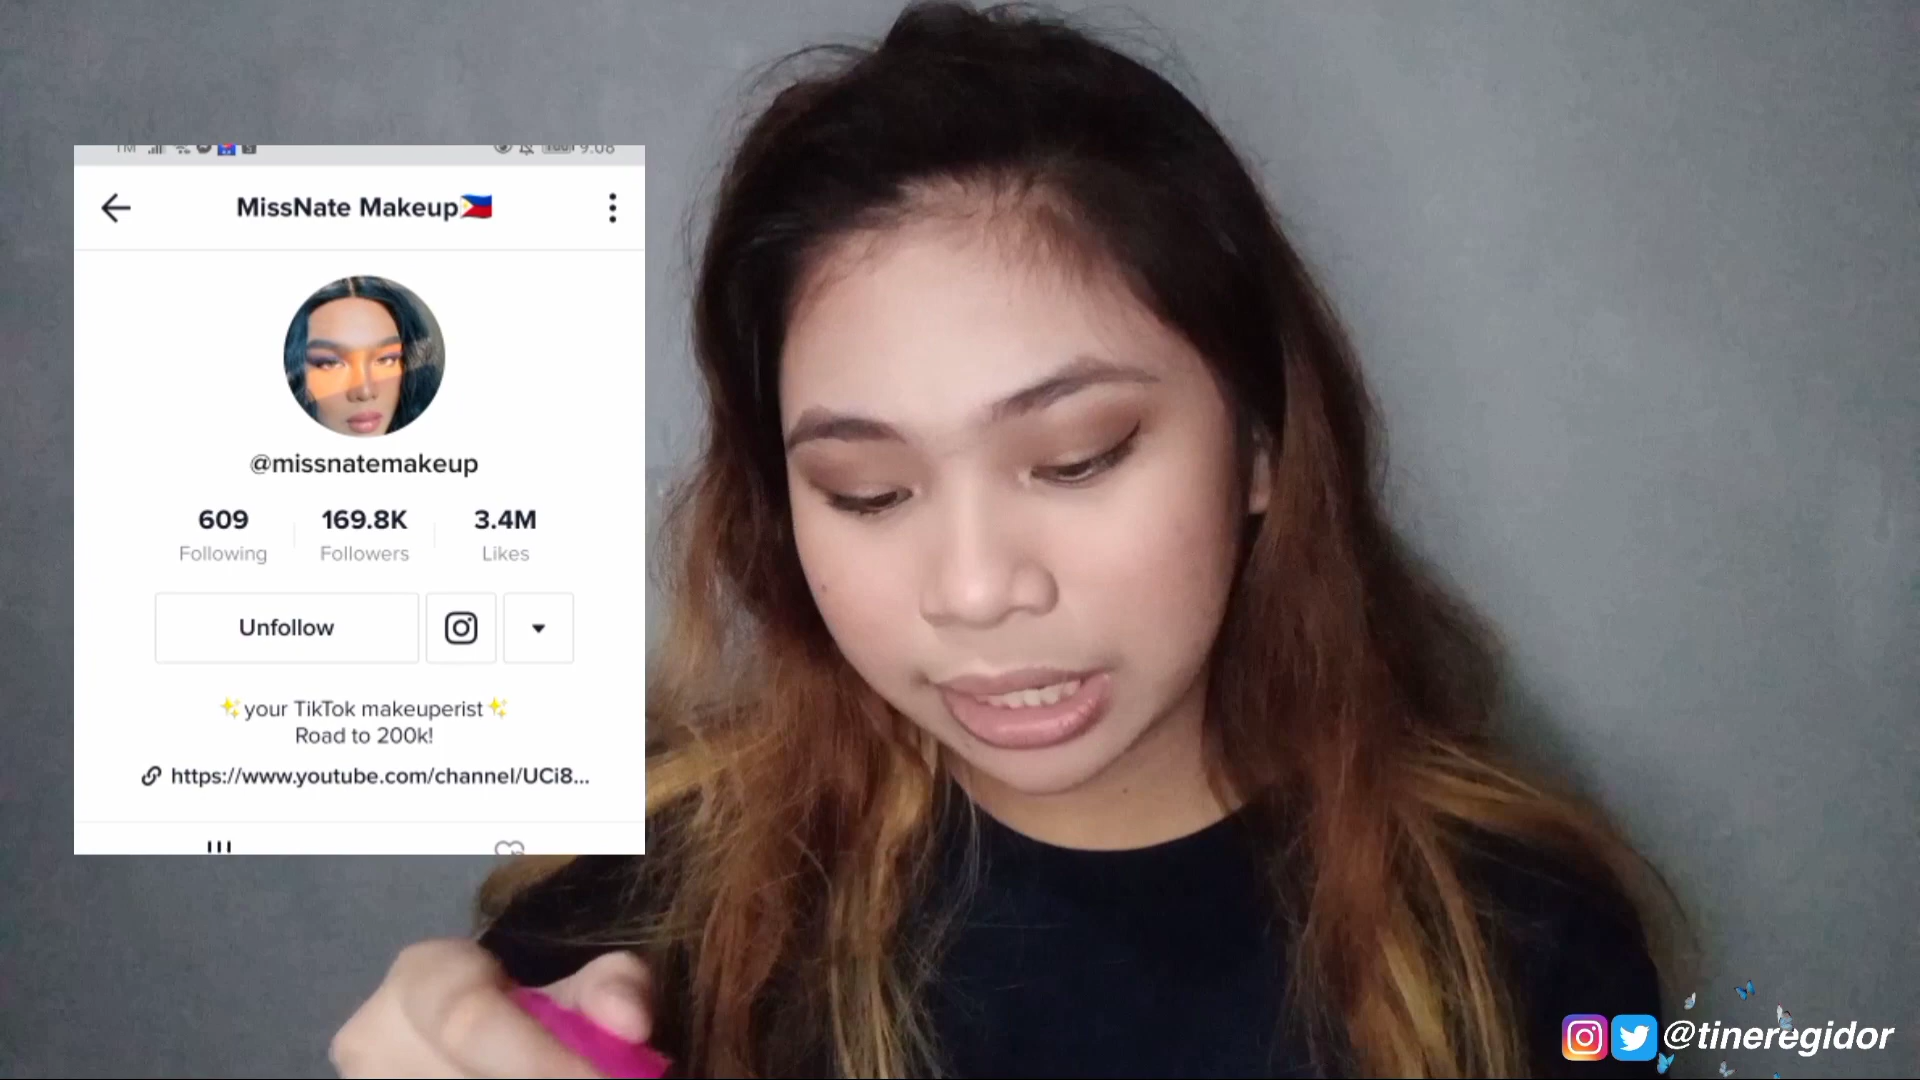 MissNate Makeup🇵🇭
@missnatemakeup
609 169.8K 3.4M
Following Followers Likes
Unfollow
✨your TikTok makeuperist✨
Road to 200k!
https://www.youtube.com/channel/UCi8...
@tineregidor